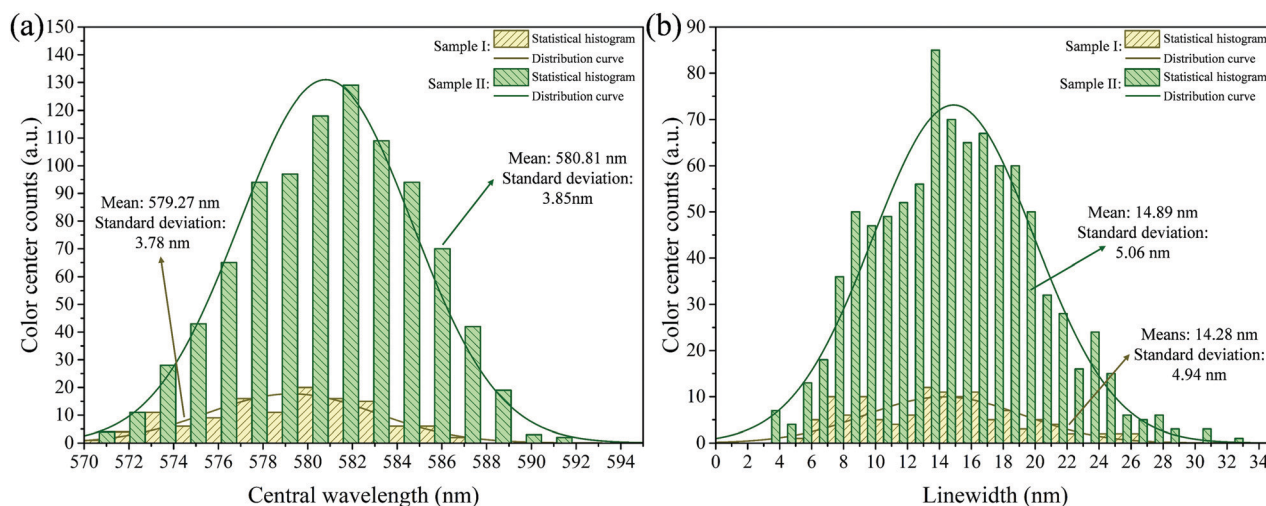 (a)
Color center counts (a.u.)
150
140
130
120
110
100
90
80
70
60
50
40
30
20
10
0
Sample I:
Statistical histogram
Distribution curve
Sample II:
Statistical histogram
Distribution curve
Mean: 579.27 nm
Standard deviation:
3.78 nm
Mean: 580.81 nm
Standard deviation:
3.85nm
570 572 574 576 578 580 582 584 586 588 590 592 594
Central wavelength (nm)
(b)
Color center counts (a.u.)
90
80
70
60
50
40
30
20
10
0
Sample I:
Statistical histogram
Distribution curve
Sample II:
Statistical histogram
Distribution curve
Mean: 14.89 nm
Standard deviation:
5.06 nm
Means: 14.28 nm
Standard deviation:
4.94 nm
0 2 4 6 8 10 12 14 16 18 20 22 24 26 28 30 32 34
Linewidth (nm)